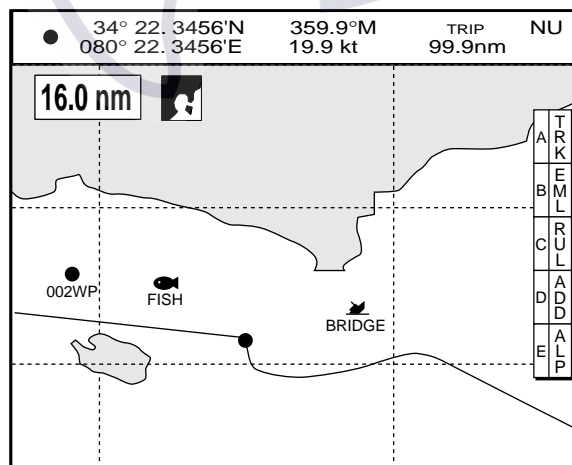 34° 22. 3456'N 359.9°M TRIP NU
080° 22. 3456'E 19.9 kt 99.9nm
16.0 nm
A TRK
B EML
C RUL
D ADD
E ALP
002WP
FISH
BRIDGE